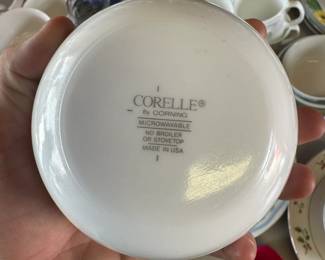 CORELLE®
By CORNING
MICROWAVABLE
NO BROILER
OR STOVETOP
MADE IN USA